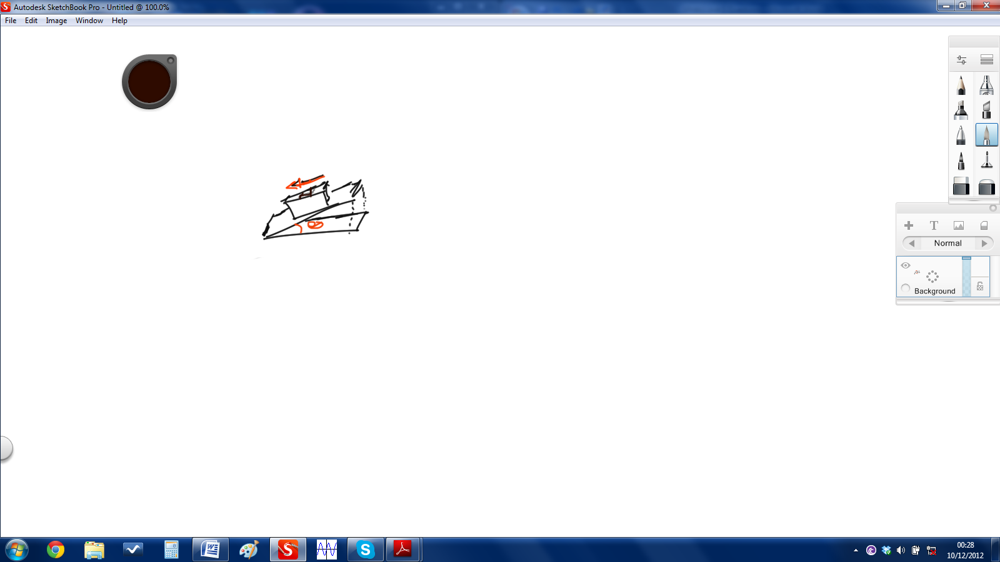 Autodesk SketchBook Pro - Untitled @ 100.0%
File Edit Image Window Help
T
Normal
Background
00:28
10/12/2012